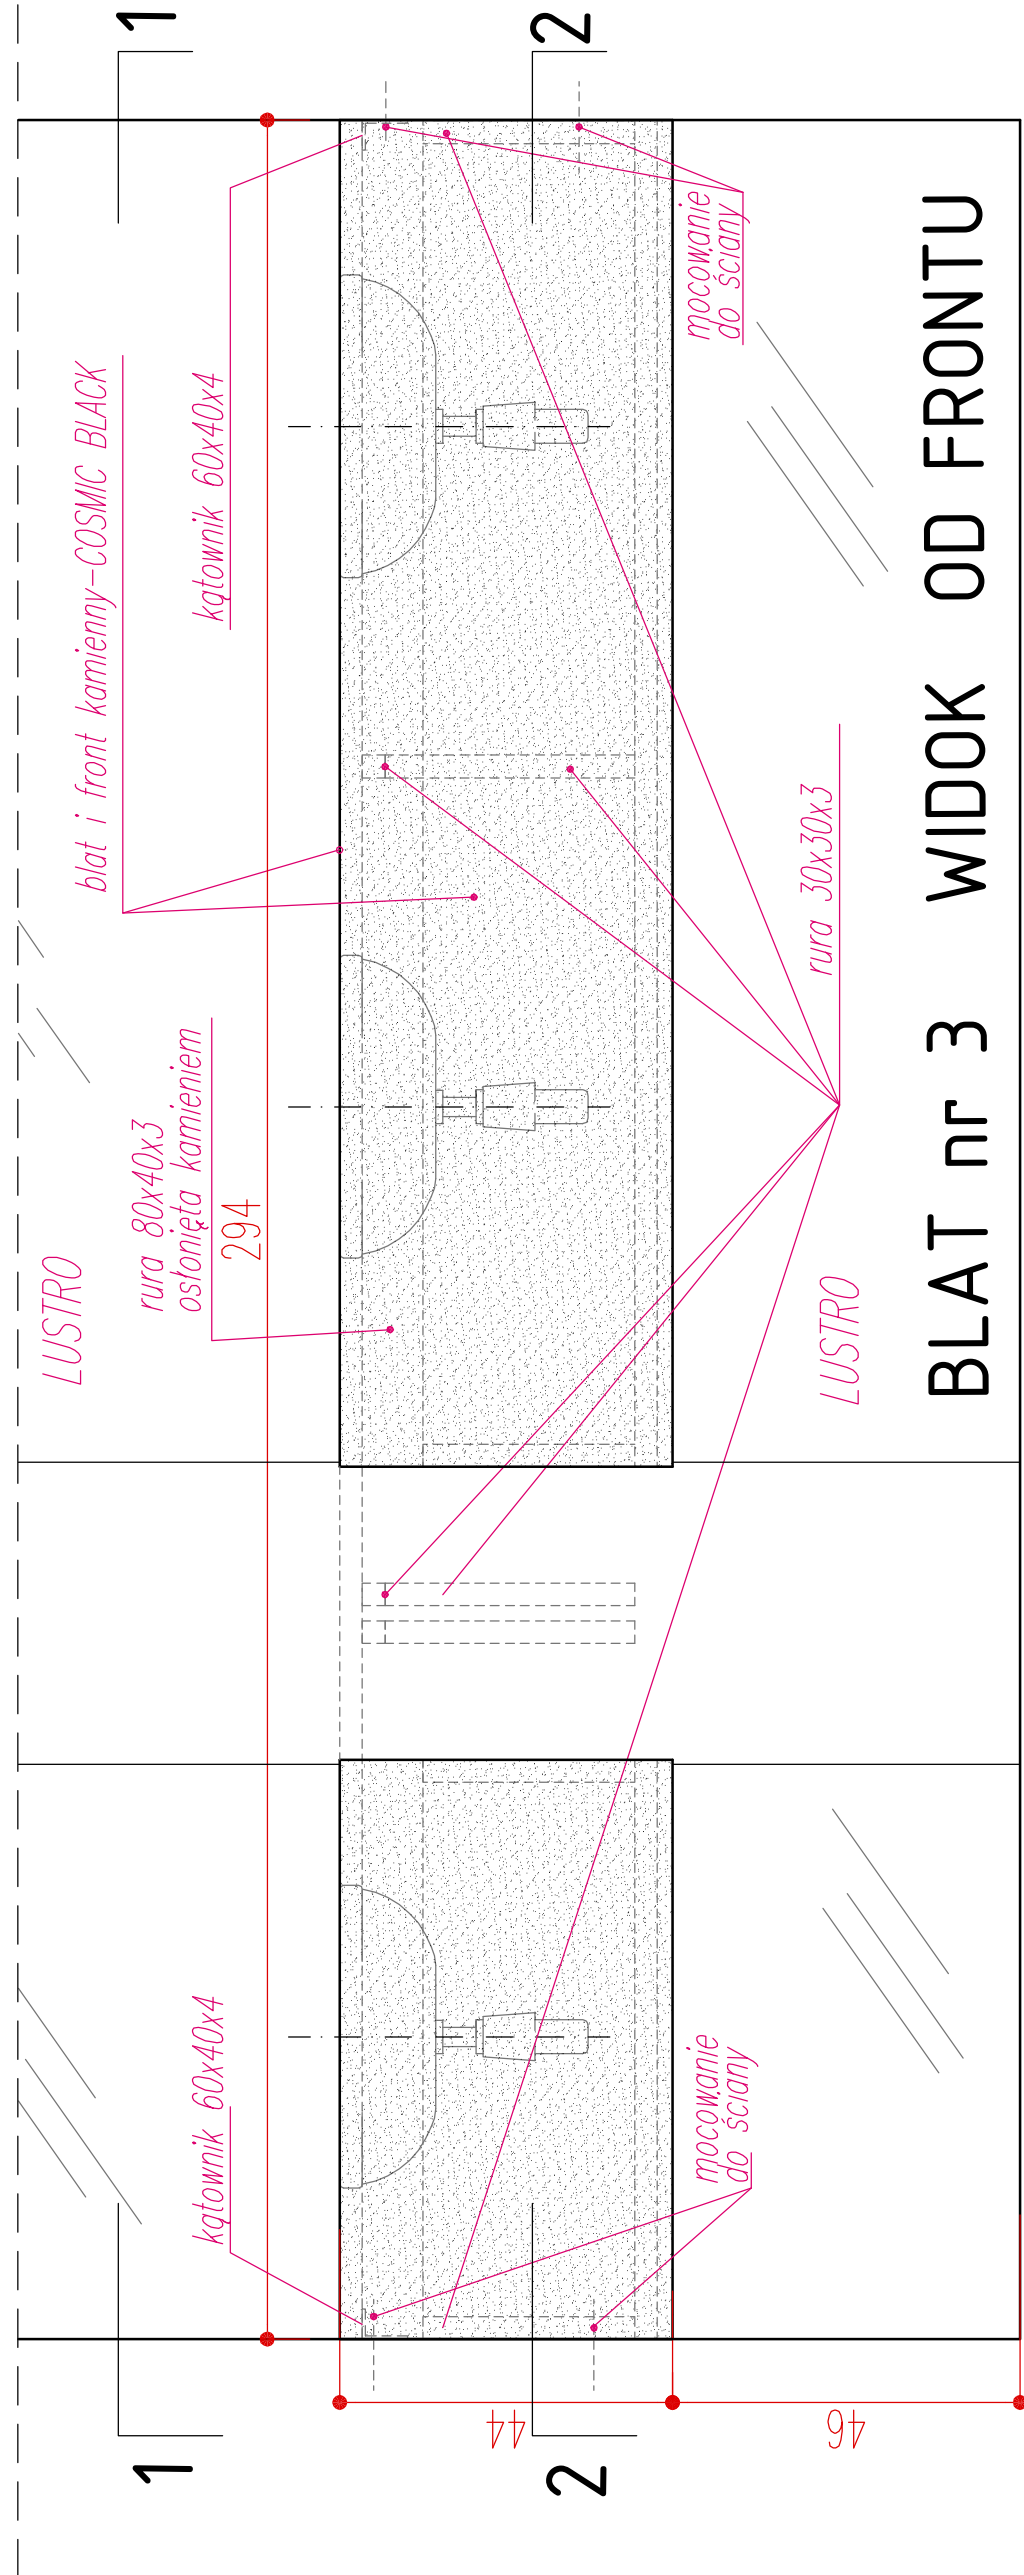 1
1
LUSTRO
blat i front kamienny-COSMIC BLACK
rura 80x40x3
osłonięta kamieniem
kątownik 60x40x4
kątownik 60x40x4
294
44
2
2
mocowanie
do ściany
mocowanie
do ściany
rura 30x30x3
LUSTRO
46
BLAT nr 3 WIDOK OD FRONTU